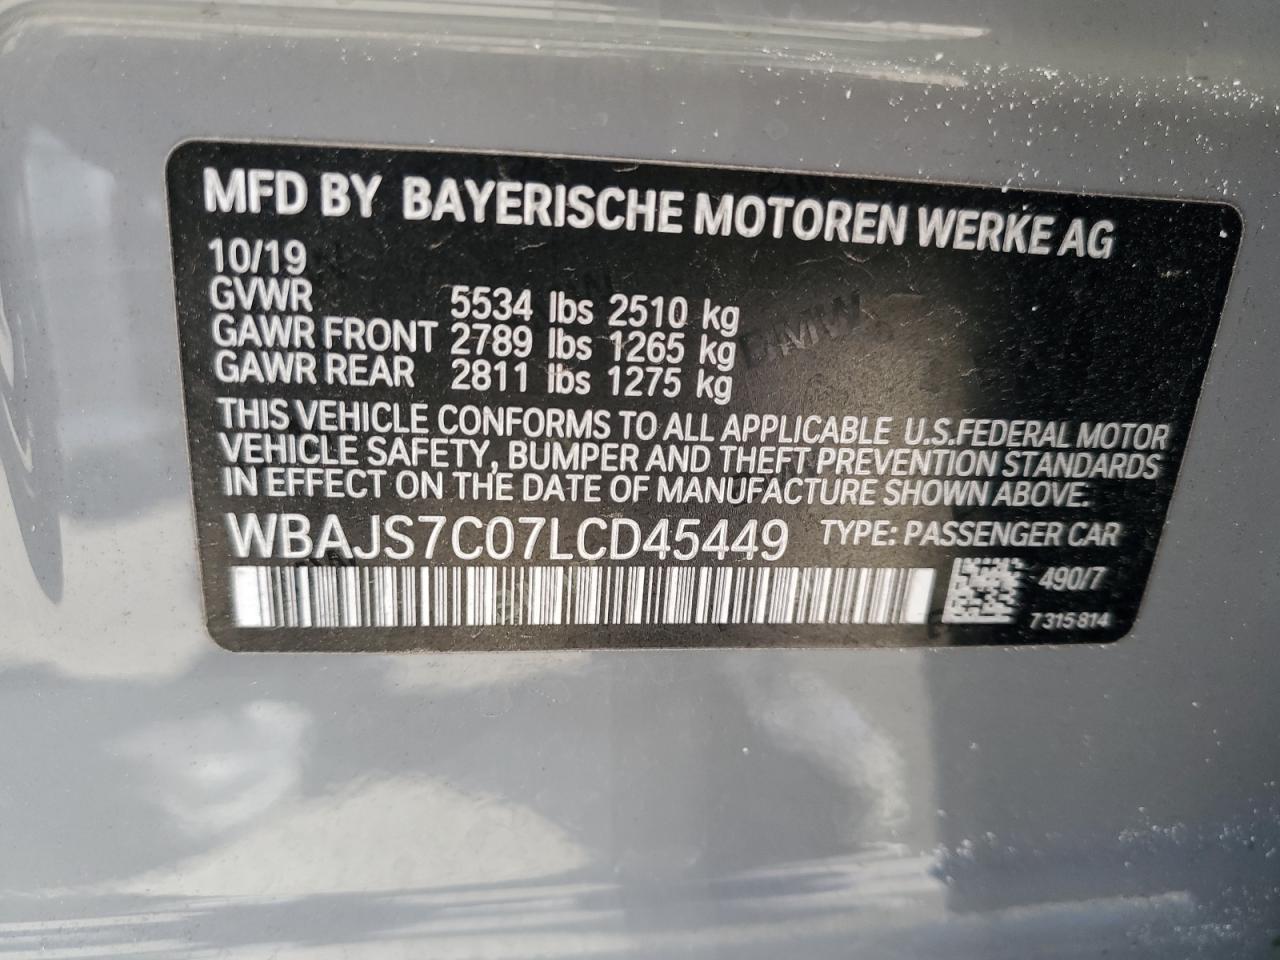 MFD BY BAYERISCHE MOTOREN WERKE AG
10/19
GVWR 5534 lbs 2510 kg
GAWR FRONT 2789 lbs 1265 kg
GAWR REAR 2811 lbs 1275 kg
THIS VEHICLE CONFORMS TO ALL APPLICABLE U.S.FEDERAL MOTOR
VEHICLE SAFETY, BUMPER AND THEFT PREVENTION STANDARDS
IN EFFECT ON THE DATE OF MANUFACTURE SHOWN ABOVE.
WBAJS7C07LCD45449 TYPE: PASSENGER CAR
490/7
7 315 814
BMW